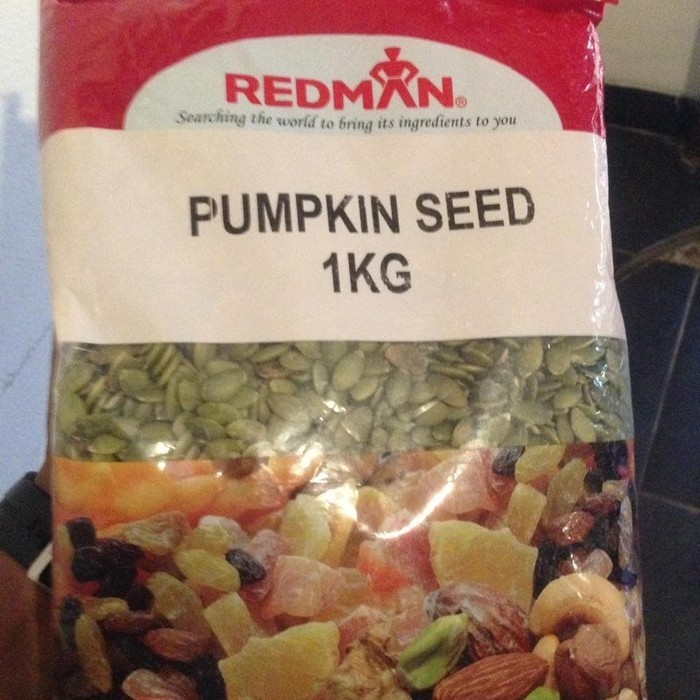 REDMAN®
Searching the world to bring its ingredients to you
PUMPKIN SEED
1KG